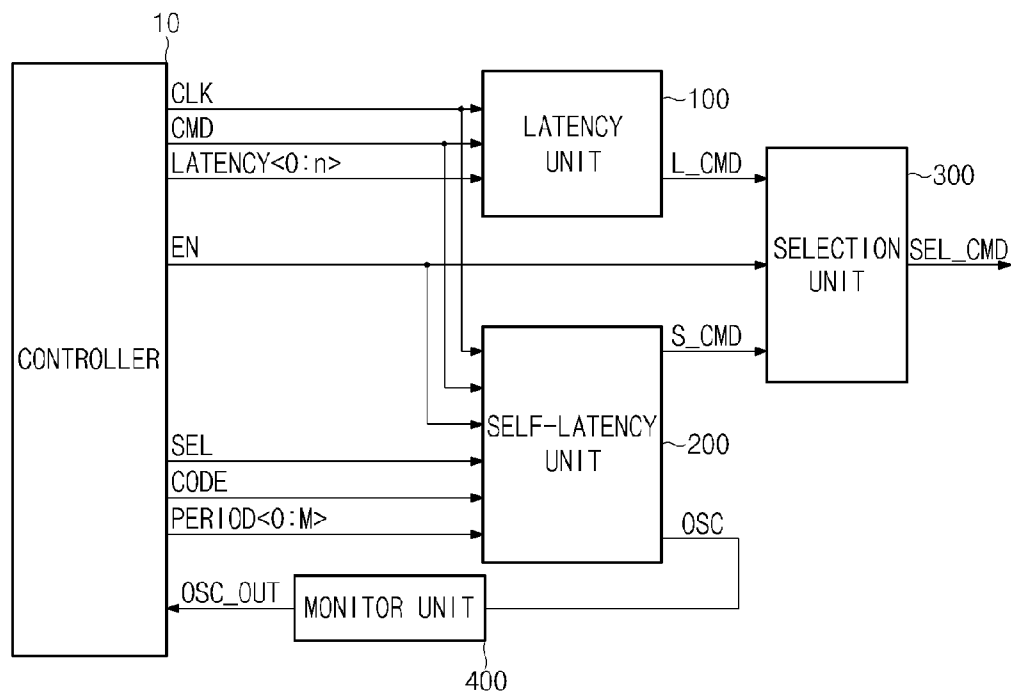 10
CLK
CMD
LATENCY<0:n>
EN
CONTROLLER
SEL
CODE
PERIOD<0:M>
OSC_OUT
LATENCY
UNIT
100
L_CMD
SELECTION
UNIT
300
SEL_CMD
S_CMD
SELF-LATENCY
UNIT
200
OSC
MONITOR UNIT
400